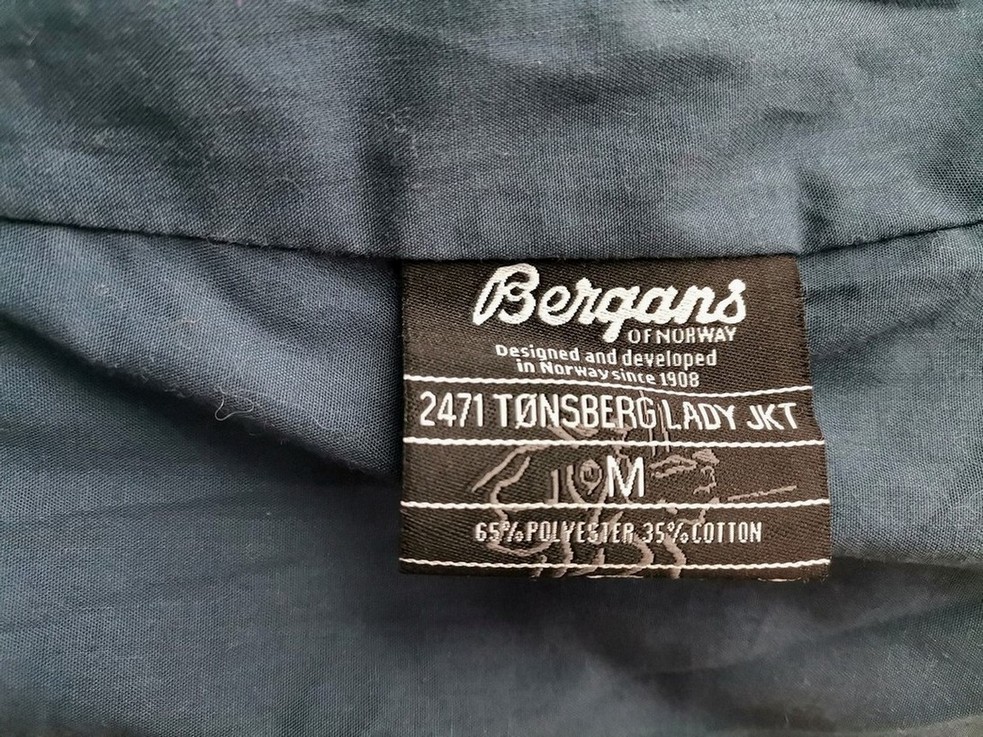 Bergans
OF NORWAY
Designed and developed
in Norway since 1908
2471 TØNSBERG LADY JKT
M
65% POLYESTER 35% COTTON